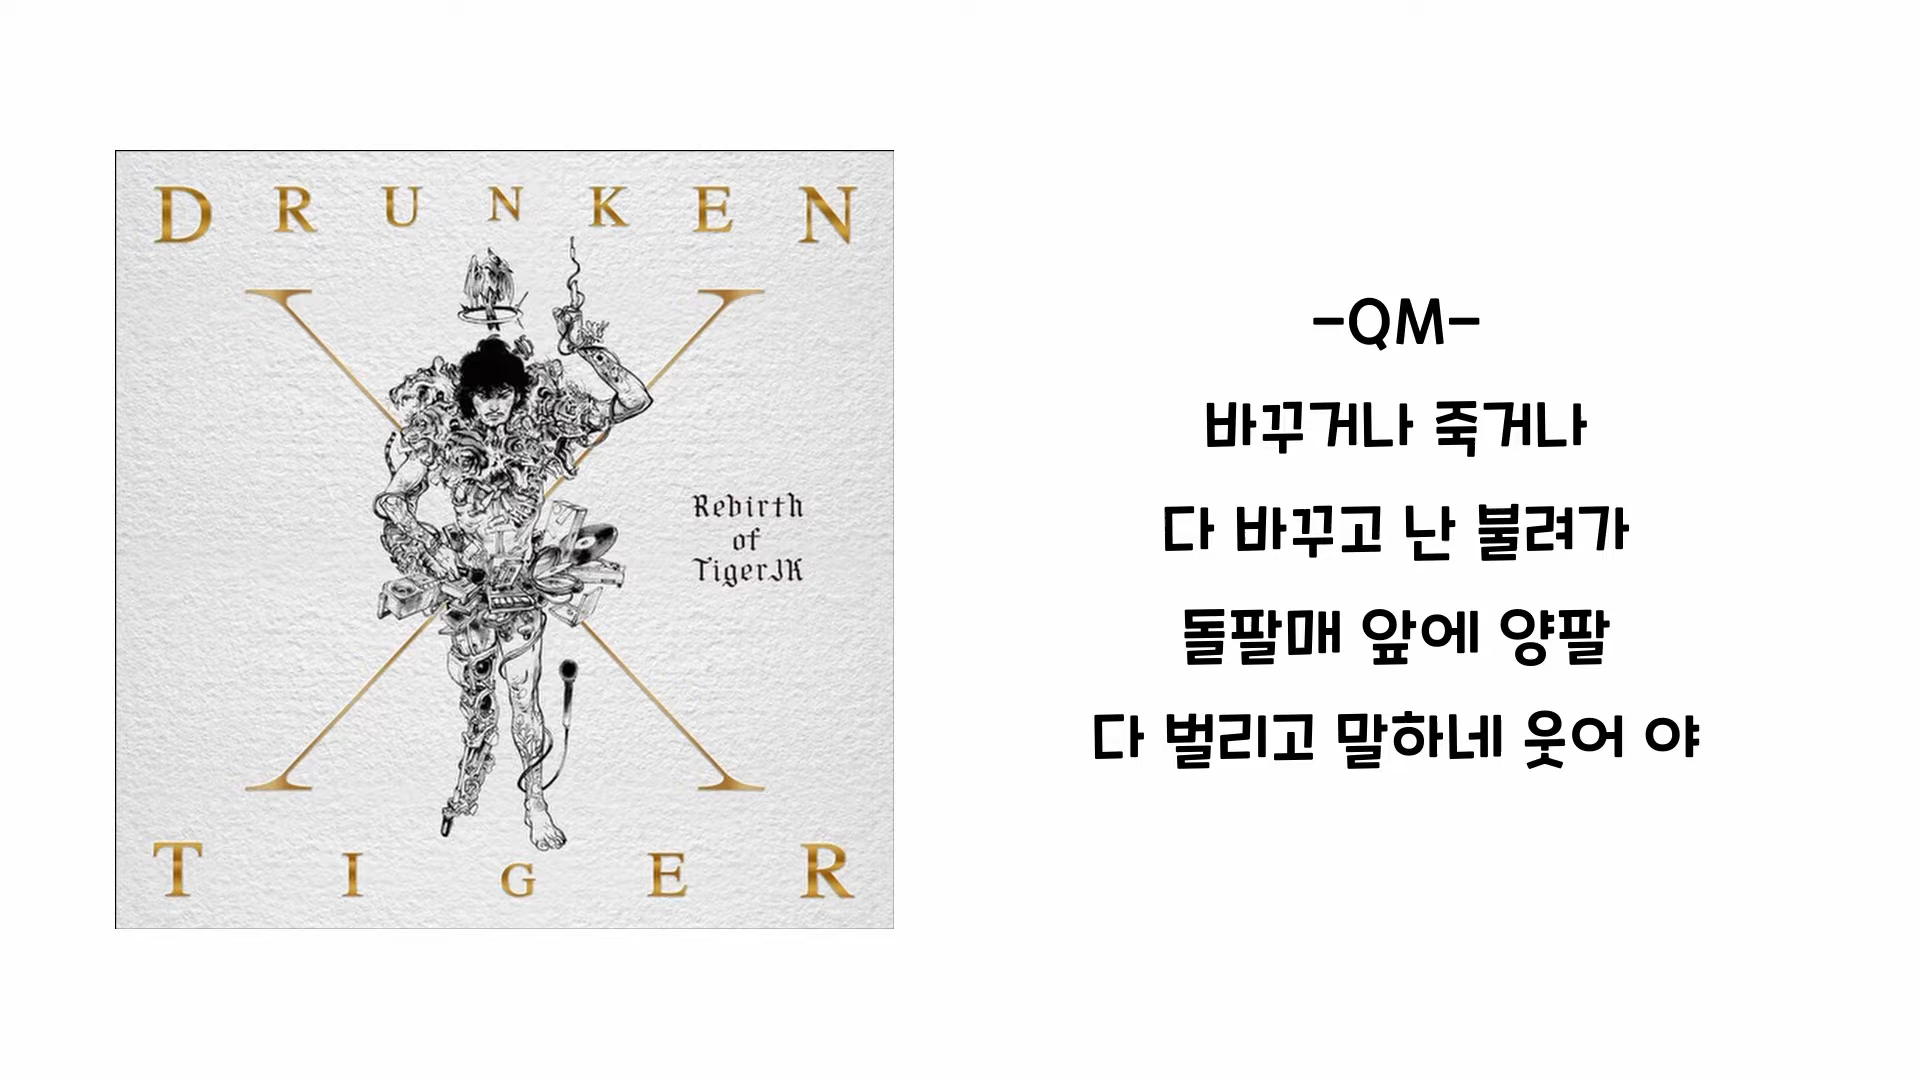 DRUNKEN
Rebirth
of
TigerJK
TIGER
-QM-
바꾸거나 죽거나
다 바꾸고 난 불려가
돌팔매 앞에 양팔
다 벌리고 말하네 웃어 야